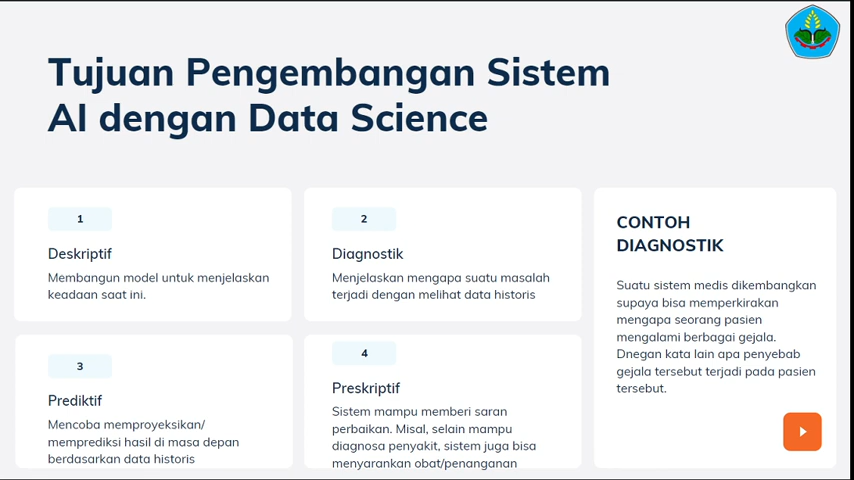 Tujuan Pengembangan Sistem
AI dengan Data Science
1
Deskriptif
Membangun model untuk menjelaskan
keadaan saat ini.
2
Diagnostik
Menjelaskan mengapa suatu masalah
terjadi dengan melihat data historis
3
Prediktif
Mencoba memproyeksikan/
memprediksi hasil di masa depan
berdasarkan data historis
4
Preskriptif
Sistem mampu memberi saran
perbaikan. Misal, selain mampu
diagnosa penyakit, sistem juga bisa
menyarankan obat/penanganan
CONTOH
DIAGNOSTIK
Suatu sistem medis dikembangkan
supaya bisa memperkirakan
mengapa seorang pasien
mengalami berbagai gejala.
Dnegan kata lain apa penyebab
gejala tersebut terjadi pada pasien
tersebut.